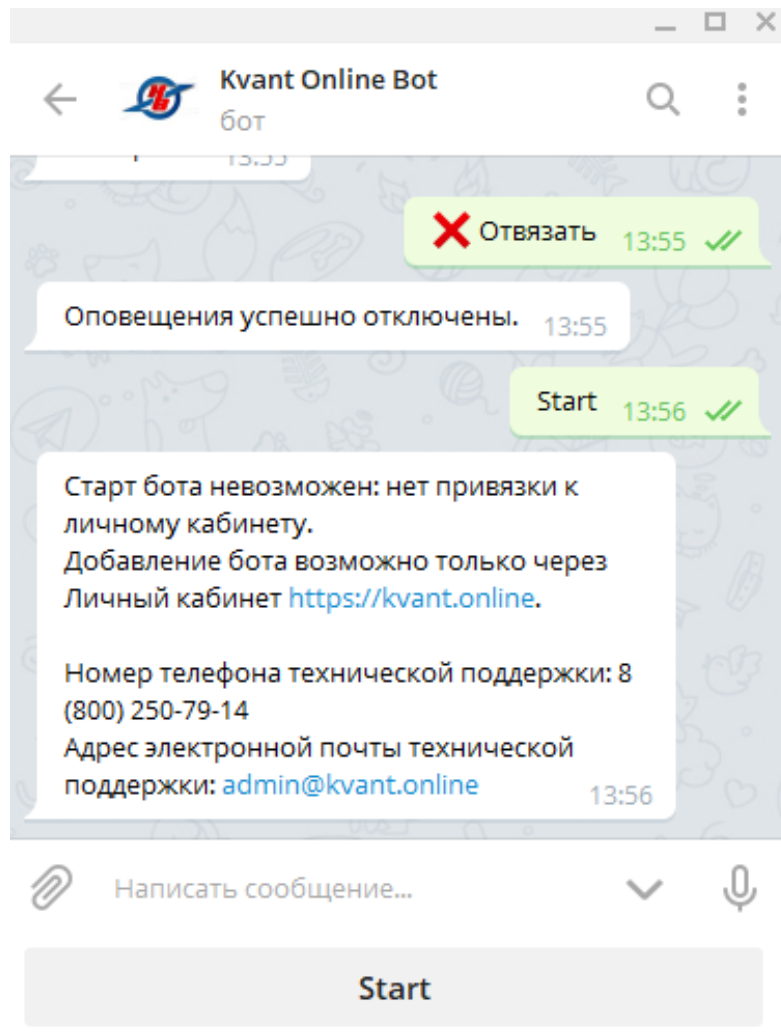 Kvant Online Bot
бот
13:55
❌ Отвязать 13:55
Оповещения успешно отключены. 13:55
Start 13:56
Старт бота невозможен: нет привязки к
личному кабинету.
Добавление бота возможно только через
Личный кабинет https://kvant.online.
Номер телефона технической поддержки: 8
(800) 250-79-14
Адрес электронной почты технической
поддержки: admin@kvant.online 13:56
Написать сообщение...
Start